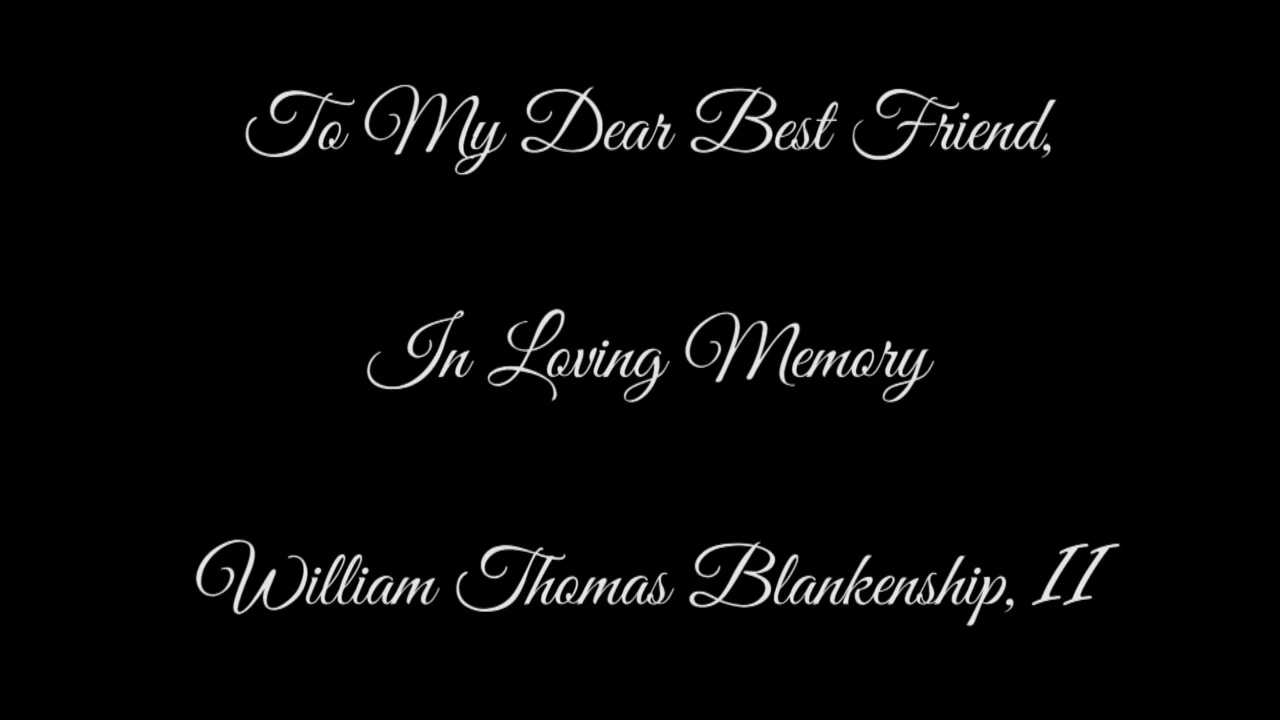 To My Dear Best Friend,
In Loving Memory
William Thomas Blankenship, II